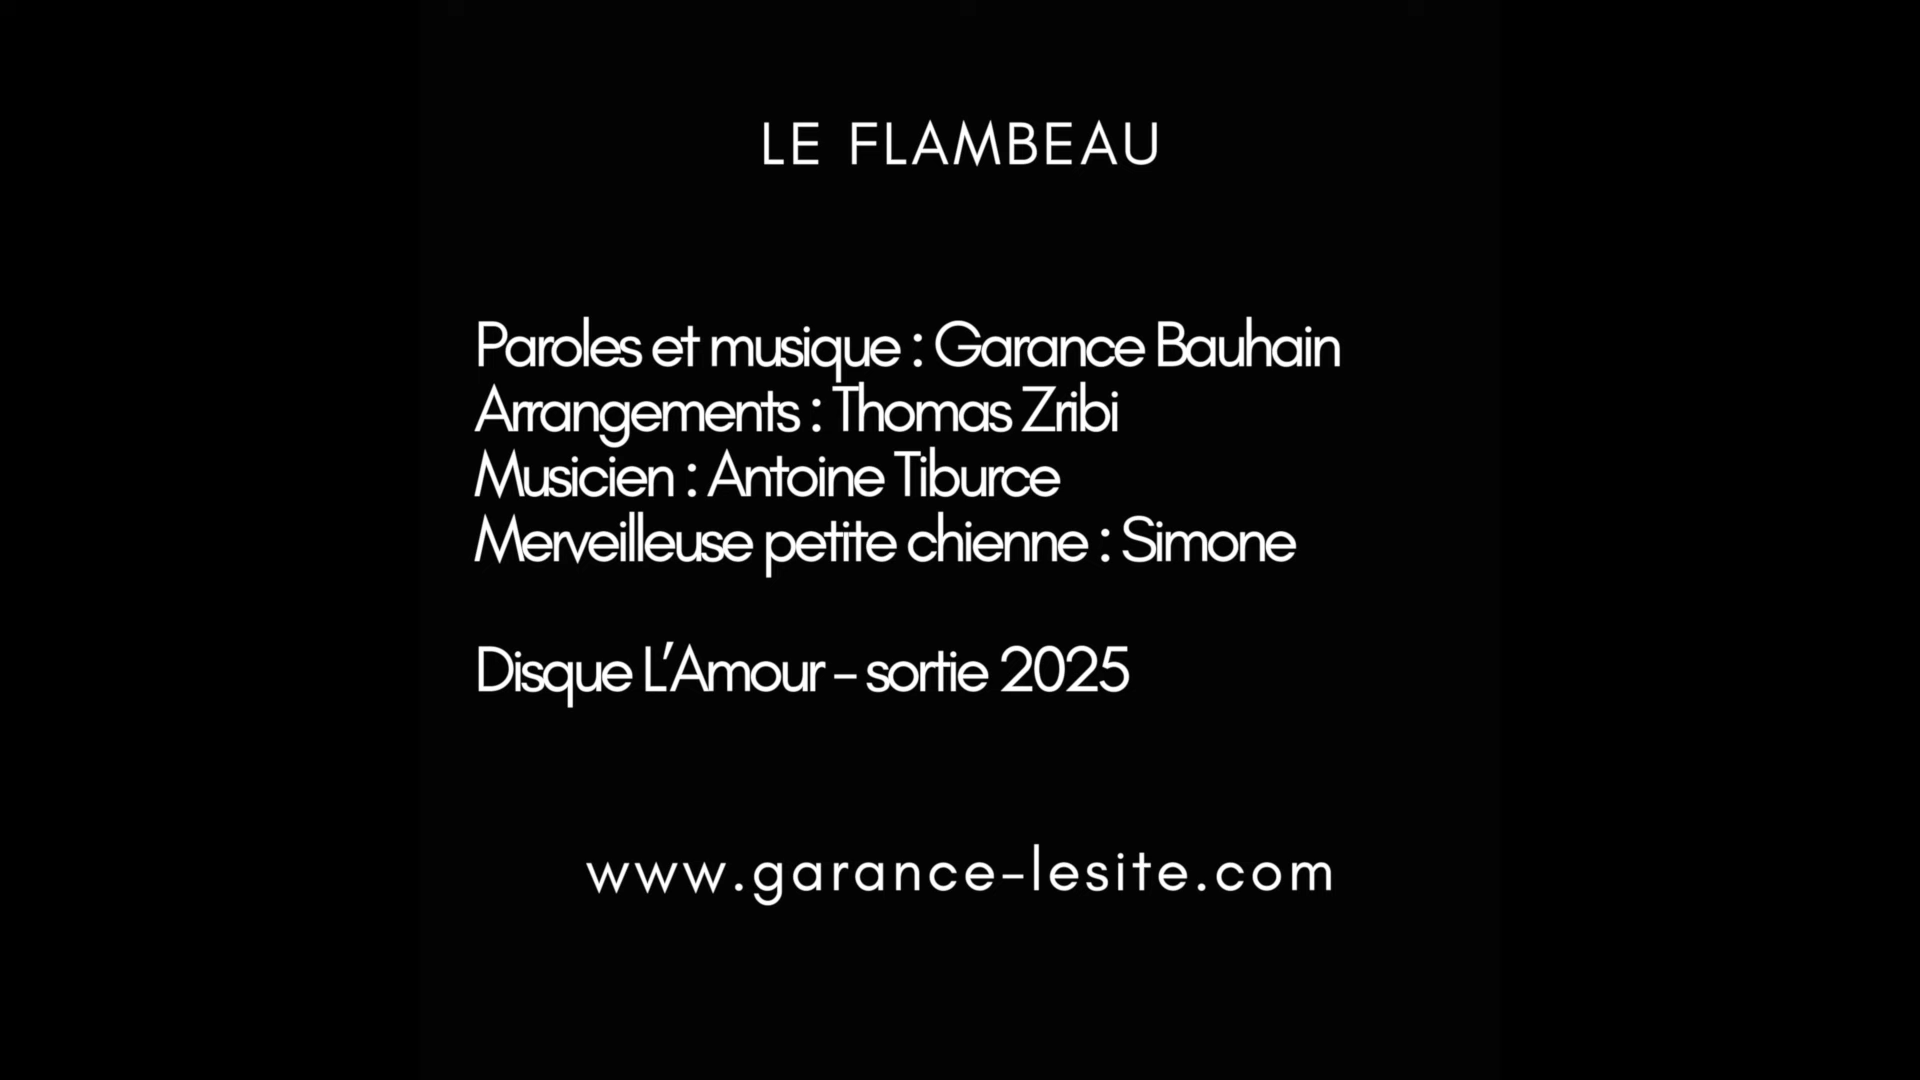 LE FLAMBEAU
Paroles et musique : Garance Bauhain
Arrangements : Thomas Zribi
Musicien : Antoine Tiburce
Merveilleuse petite chienne : Simone
Disque L’Amour – sortie 2025
www.garance-lesite.com